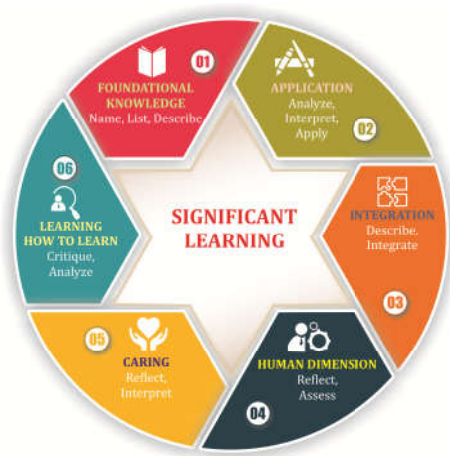 01
FOUNDATIONAL
KNOWLEDGE
Name, List, Describe
APPLICATION
Analyze,
Interpret,
Apply
02
INTEGRATION
Describe.
Integrate
03
HUMAN DIMENSION
Reflect,
Assess
04
05
CARING
Reflect,
Interpret
06
LEARNING
HOW TO LEARN
Critique,
Analyze
SIGNIFICANT
LEARNING